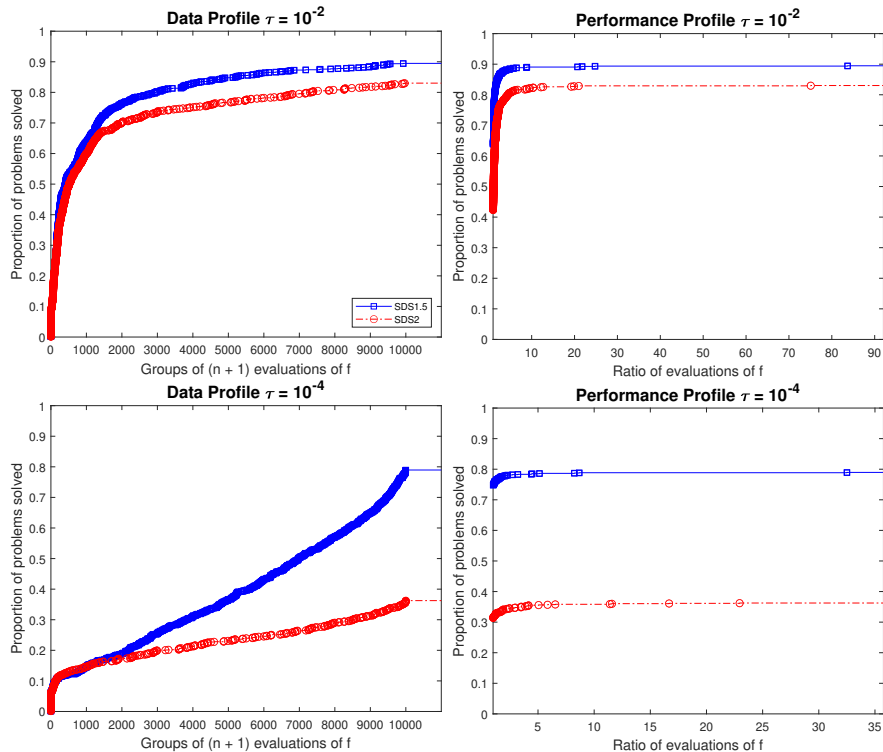 Data Profile τ = 10^-2
Proportion of problems solved
1
0.9
0.8
0.7
0.6
0.5
0.4
0.3
0.2
0.1
0
0 1000 2000 3000 4000 5000 6000 7000 8000 9000 10000
Groups of (n + 1) evaluations of f
SDS1.5
SDS2
Performance Profile τ = 10^-2
Proportion of problems solved
1
0.9
0.8
0.7
0.6
0.5
0.4
0.3
0.2
0.1
0
10 20 30 40 50 60 70 80 90
Ratio of evaluations of f
Data Profile τ = 10^-4
Proportion of problems solved
1
0.9
0.8
0.7
0.6
0.5
0.4
0.3
0.2
0.1
0
0 1000 2000 3000 4000 5000 6000 7000 8000 9000 10000
Groups of (n + 1) evaluations of f
Performance Profile τ = 10^-4
Proportion of problems solved
1
0.9
0.8
0.7
0.6
0.5
0.4
0.3
0.2
0.1
0
5 10 15 20 25 30 35
Ratio of evaluations of f